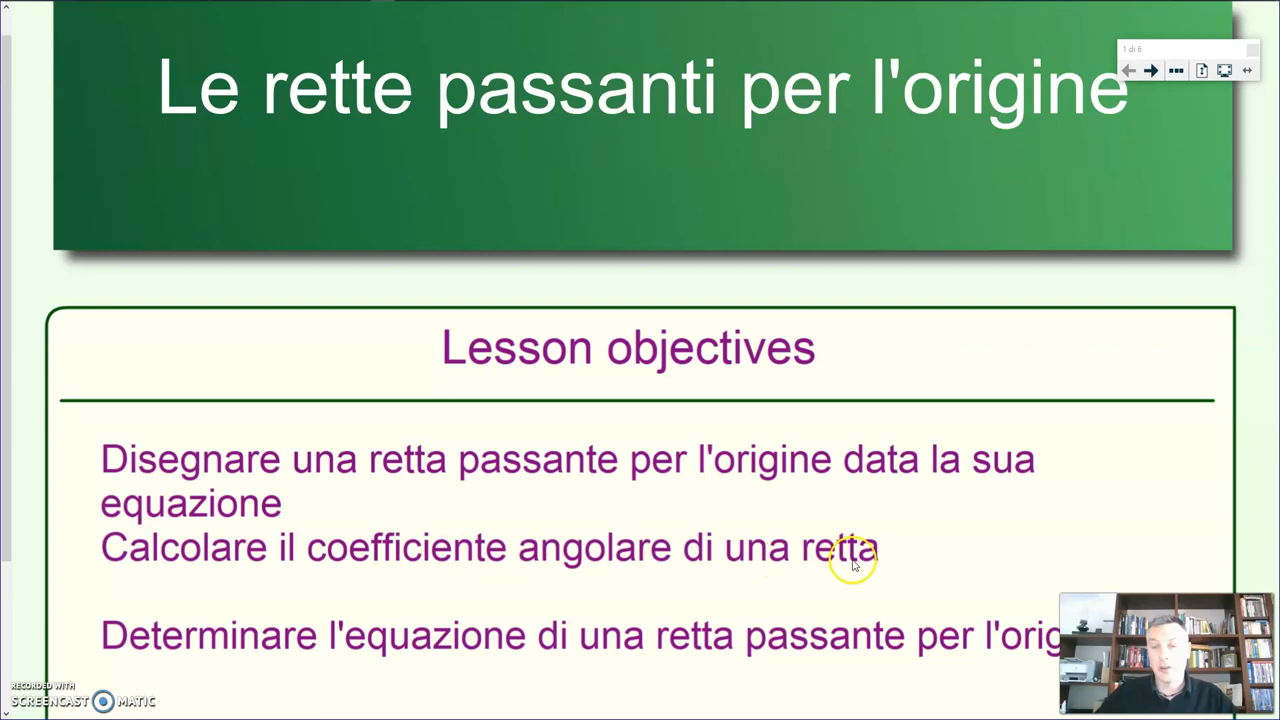 Le rette passanti per l'origine
1 di 6
Lesson objectives
Disegnare una retta passante per l'origine data la sua
equazione
Calcolare il coefficiente angolare di una retta
Determinare l'equazione di una retta passante per l'orig
RECORDED WITH
SCREENCAST MATIC